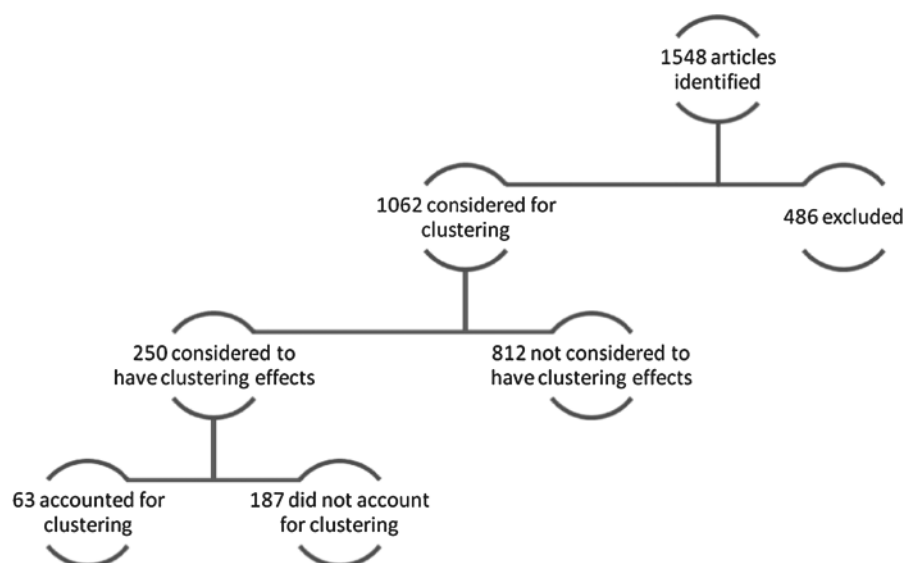 1548 articles
identified
1062 considered for
clustering
486 excluded
250 considered to
have clustering effects
812 not considered to
have clustering effects
63 accounted for
clustering
187 did not account
for clustering